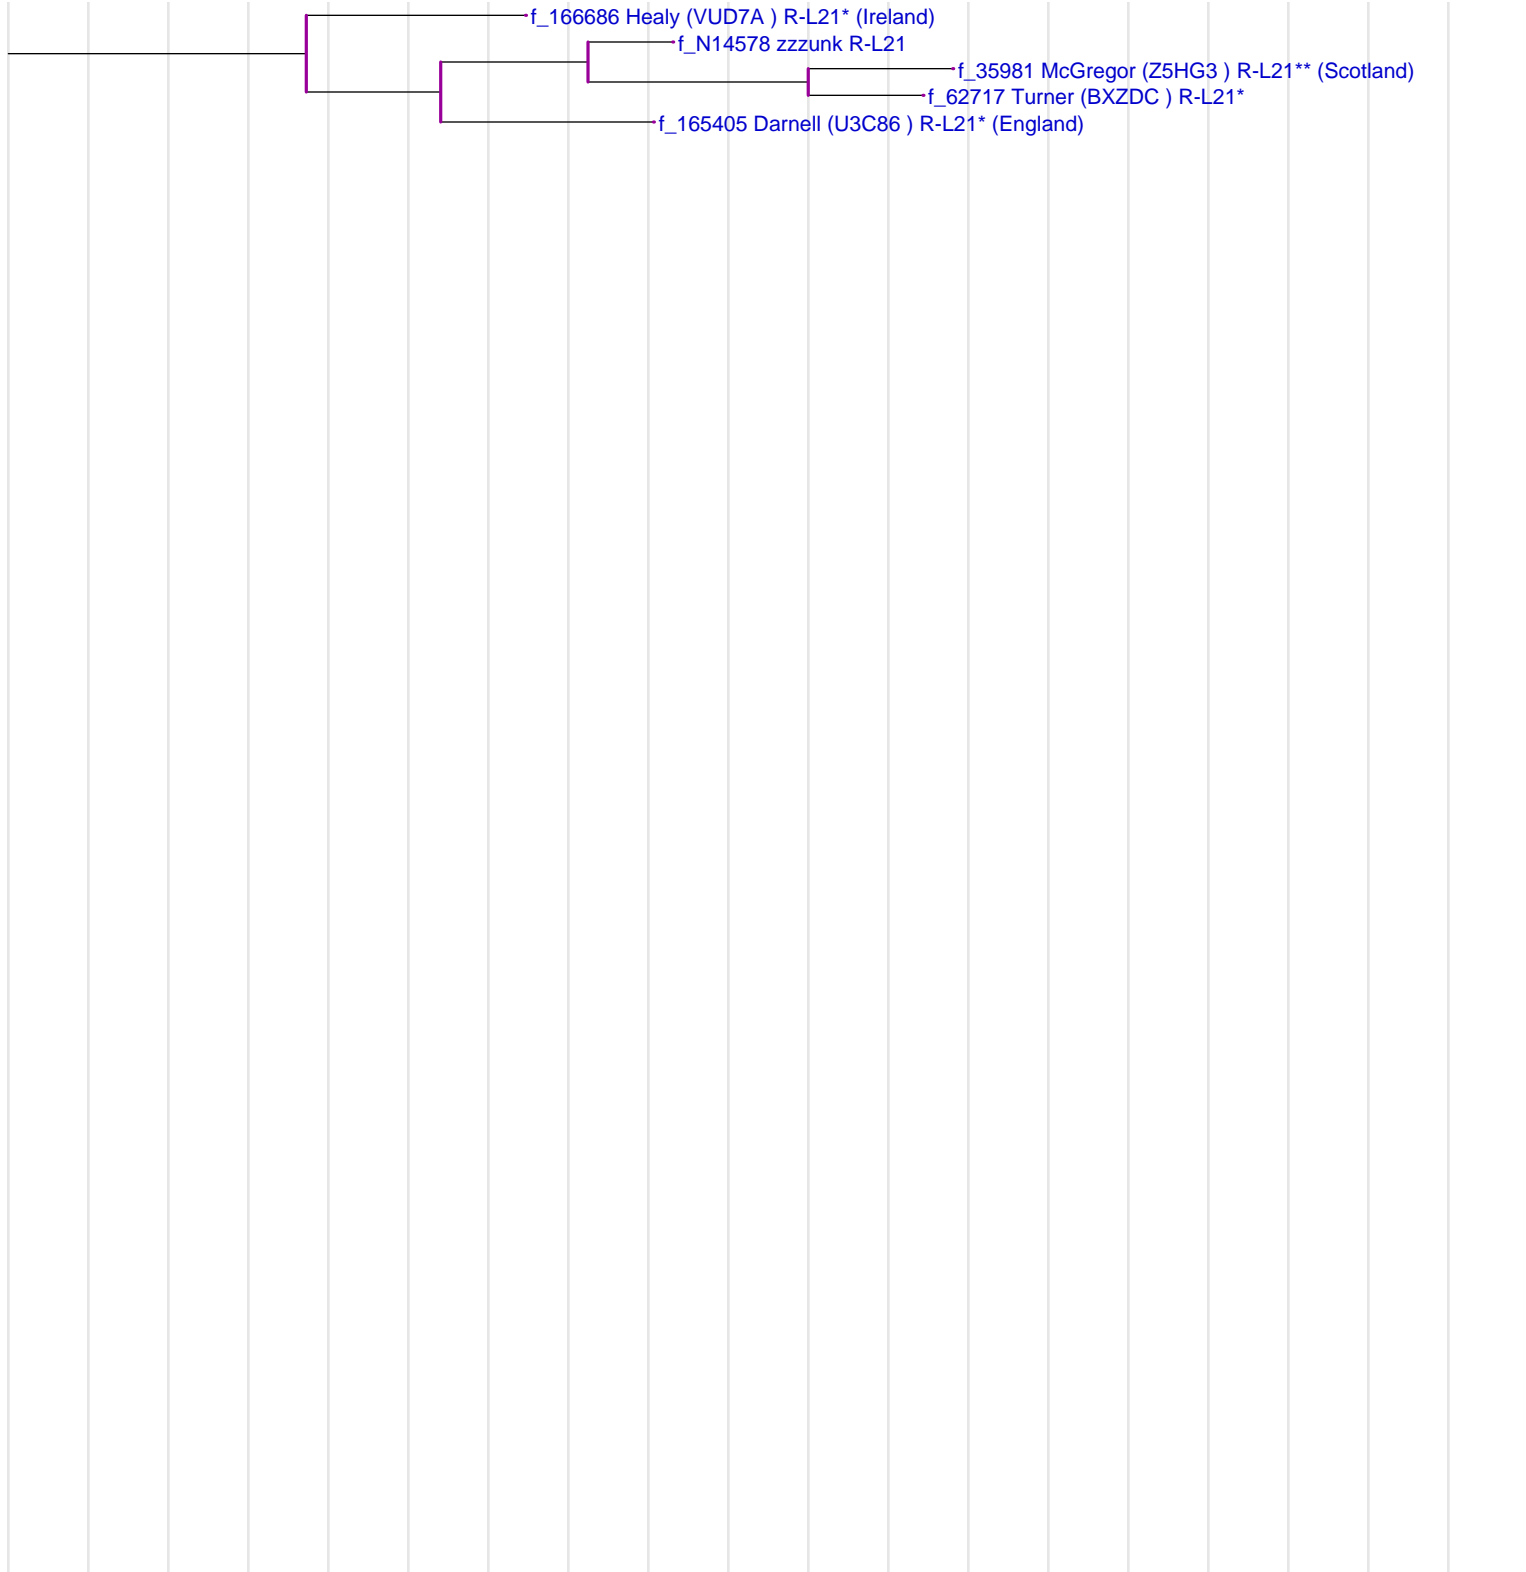 f_166686 Healy (VUD7A ) R-L21* (Ireland)
f_N14578 zzzunk R-L21
f_35981 McGregor (Z5HG3 ) R-L21** (Scotland)
f_62717 Turner (BXZDC ) R-L21*
f_165405 Darnell (U3C86 ) R-L21* (England)